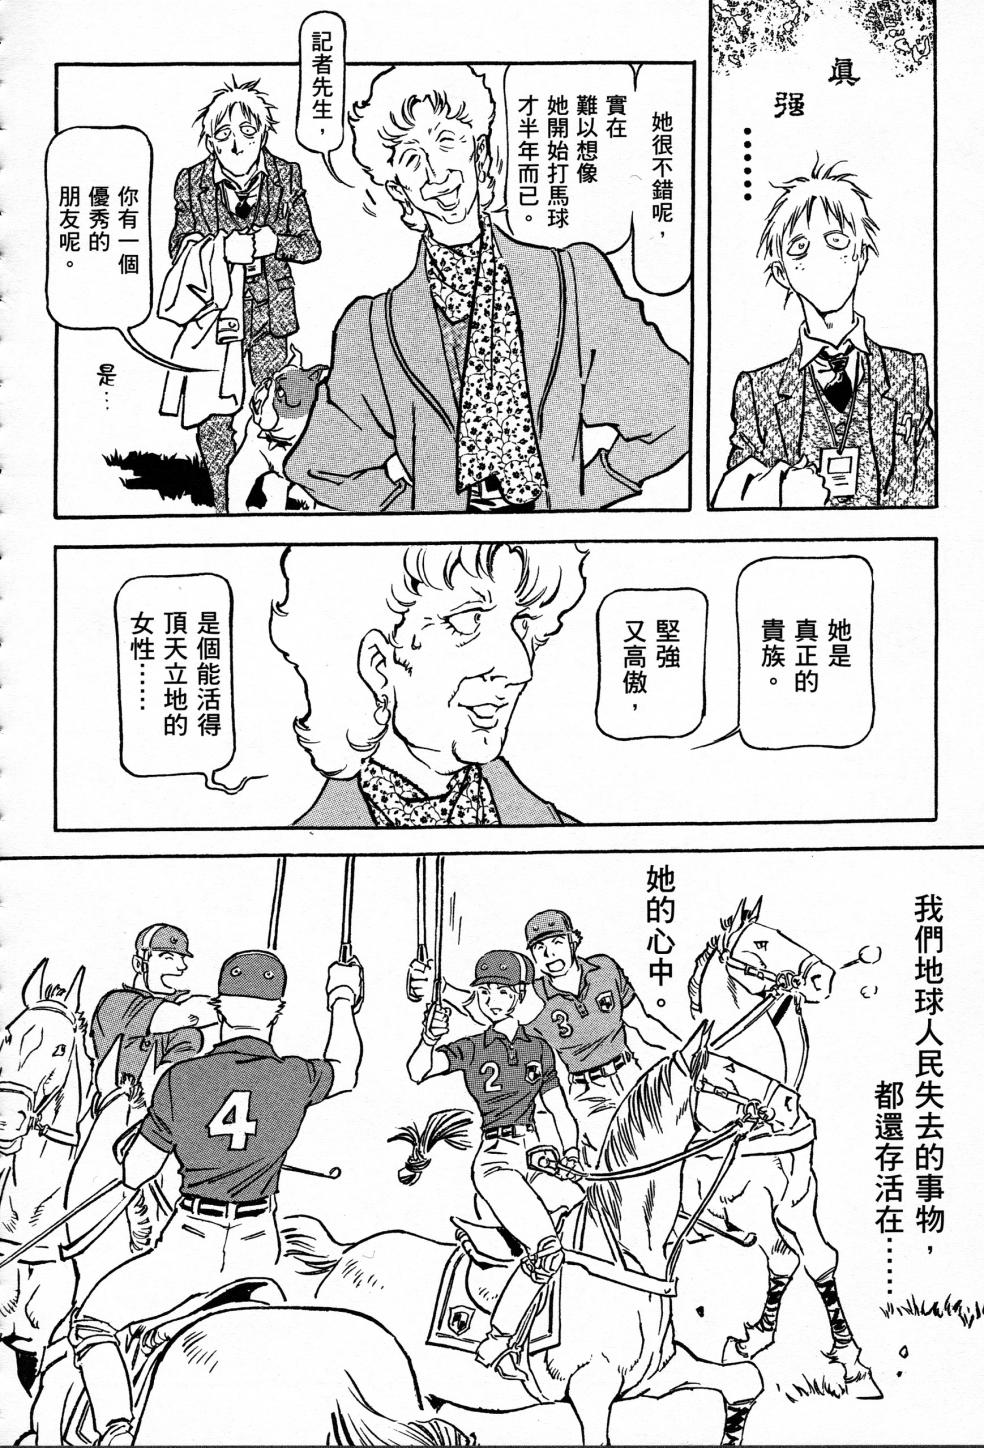 真
强
⋯⋯
她很不錯呢，
實在
難以想像
她開始打馬球
才半年而已。
記者先生，
你有一個
優秀的
朋友呢。
是⋯
她是
真正的
貴族。
堅強
又高傲，
是個能活得
頂天立地的
女性⋯⋯
我們地球人民失去的事物，
都還存活在⋯⋯
她的心中。
3
2
4